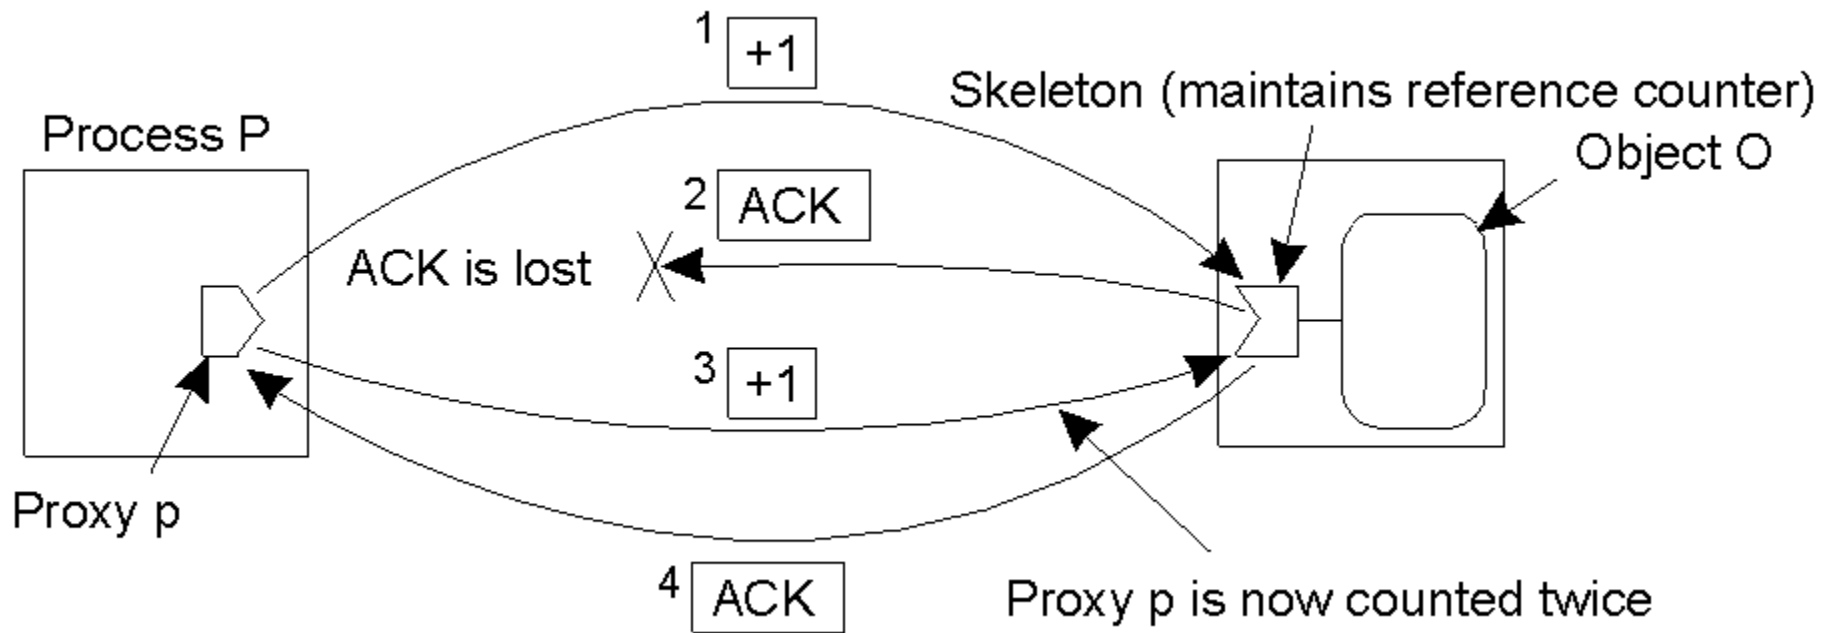 1 +1
Skeleton (maintains reference counter)
Process P
Object O
2 ACK
ACK is lost
3 +1
Proxy p
4 ACK
Proxy p is now counted twice